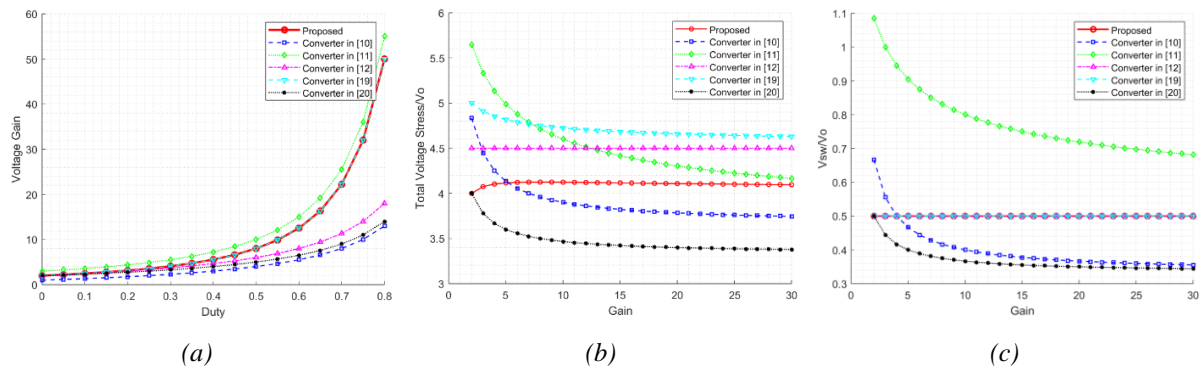 60
50
40
30
20
10
0
Voltage Gain
0
0.1
0.2
0.3
0.4
0.5
0.6
0.7
0.8
Duty
Proposed
Converter in [10]
Converter in [11]
Converter in [12]
Converter in [19]
Converter in [20]
(a)
6
5.5
5
4.5
4
3.5
3
Total Voltage Stress/Vo
0
5
10
15
20
25
30
Gain
Proposed
Converter in [10]
Converter in [11]
Converter in [12]
Converter in [19]
Converter in [20]
(b)
1.1
1
0.9
0.8
0.7
0.6
0.5
0.4
0.3
Vsw/Vo
0
5
10
15
20
25
30
Gain
Proposed
Converter in [10]
Converter in [11]
Converter in [12]
Converter in [19]
Converter in [20]
(c)